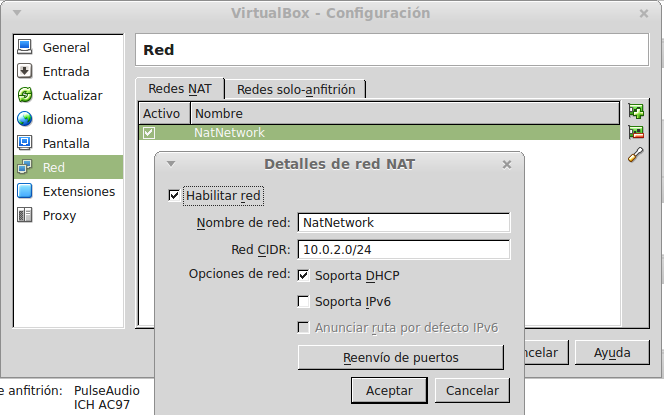 VirtualBox - Configuración
General
Entrada
Actualizar
Idioma
Pantalla
Red
Extensiones
Proxy
Red
Redes NAT
Redes solo-anfitrión
Activo Nombre
NatNetwork
Detalles de red NAT
Habilitar red
Nombre de red: NatNetwork
Red CIDR: 10.0.2.0/24
Opciones de red: Soporta DHCP
Soporta IPv6
Anunciar ruta por defecto IPv6
Reenvío de puertos
Aceptar Cancelar
ncelar Ayuda
e anfitrión: PulseAudio
ICH AC97